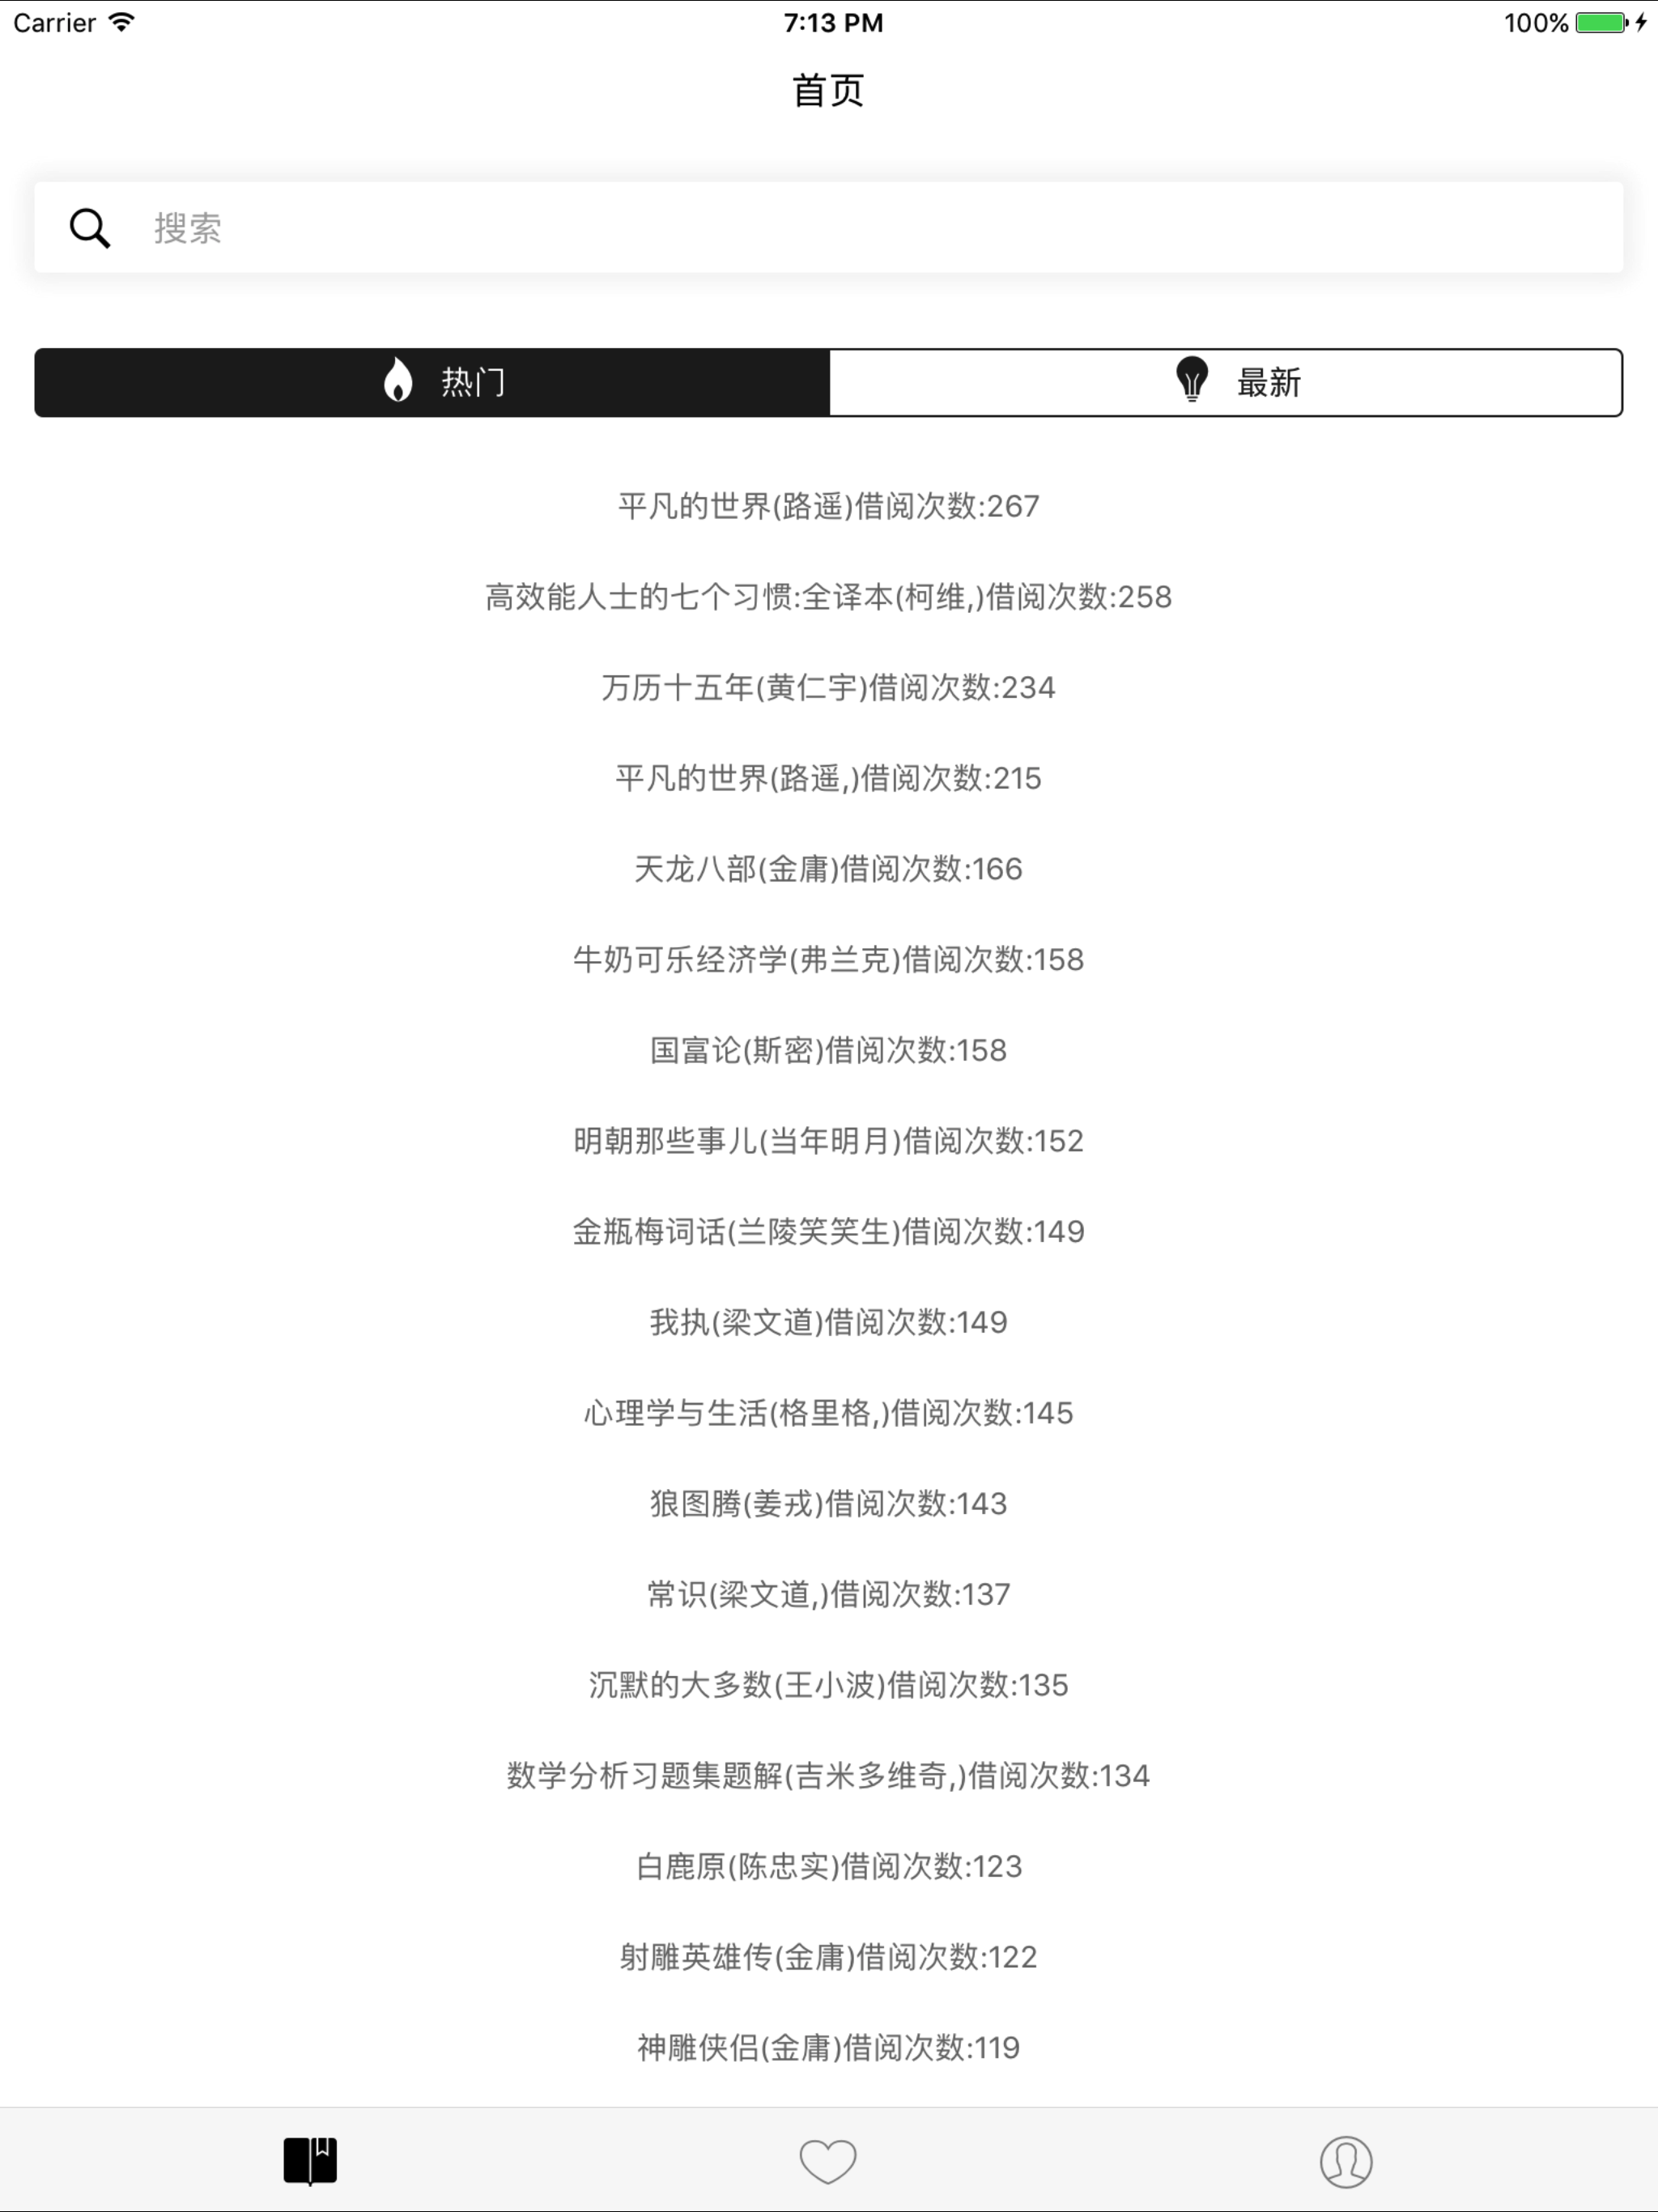 Carrier 7:13 PM 100%
首页
搜索
热门 最新
平凡的世界(路遥)借阅次数:267
高效能人士的七个习惯:全译本(柯维,)借阅次数:258
万历十五年(黄仁宇)借阅次数:234
平凡的世界(路遥,)借阅次数:215
天龙八部(金庸)借阅次数:166
牛奶可乐经济学(弗兰克)借阅次数:158
国富论(斯密)借阅次数:158
明朝那些事儿(当年明月)借阅次数:152
金瓶梅词话(兰陵笑笑生)借阅次数:149
我执(梁文道)借阅次数:149
心理学与生活(格里格,)借阅次数:145
狼图腾(姜戎)借阅次数:143
常识(梁文道,)借阅次数:137
沉默的大多数(王小波)借阅次数:135
数学分析习题集题解(吉米多维奇,)借阅次数:134
白鹿原(陈忠实)借阅次数:123
射雕英雄传(金庸)借阅次数:122
神雕侠侣(金庸)借阅次数:119